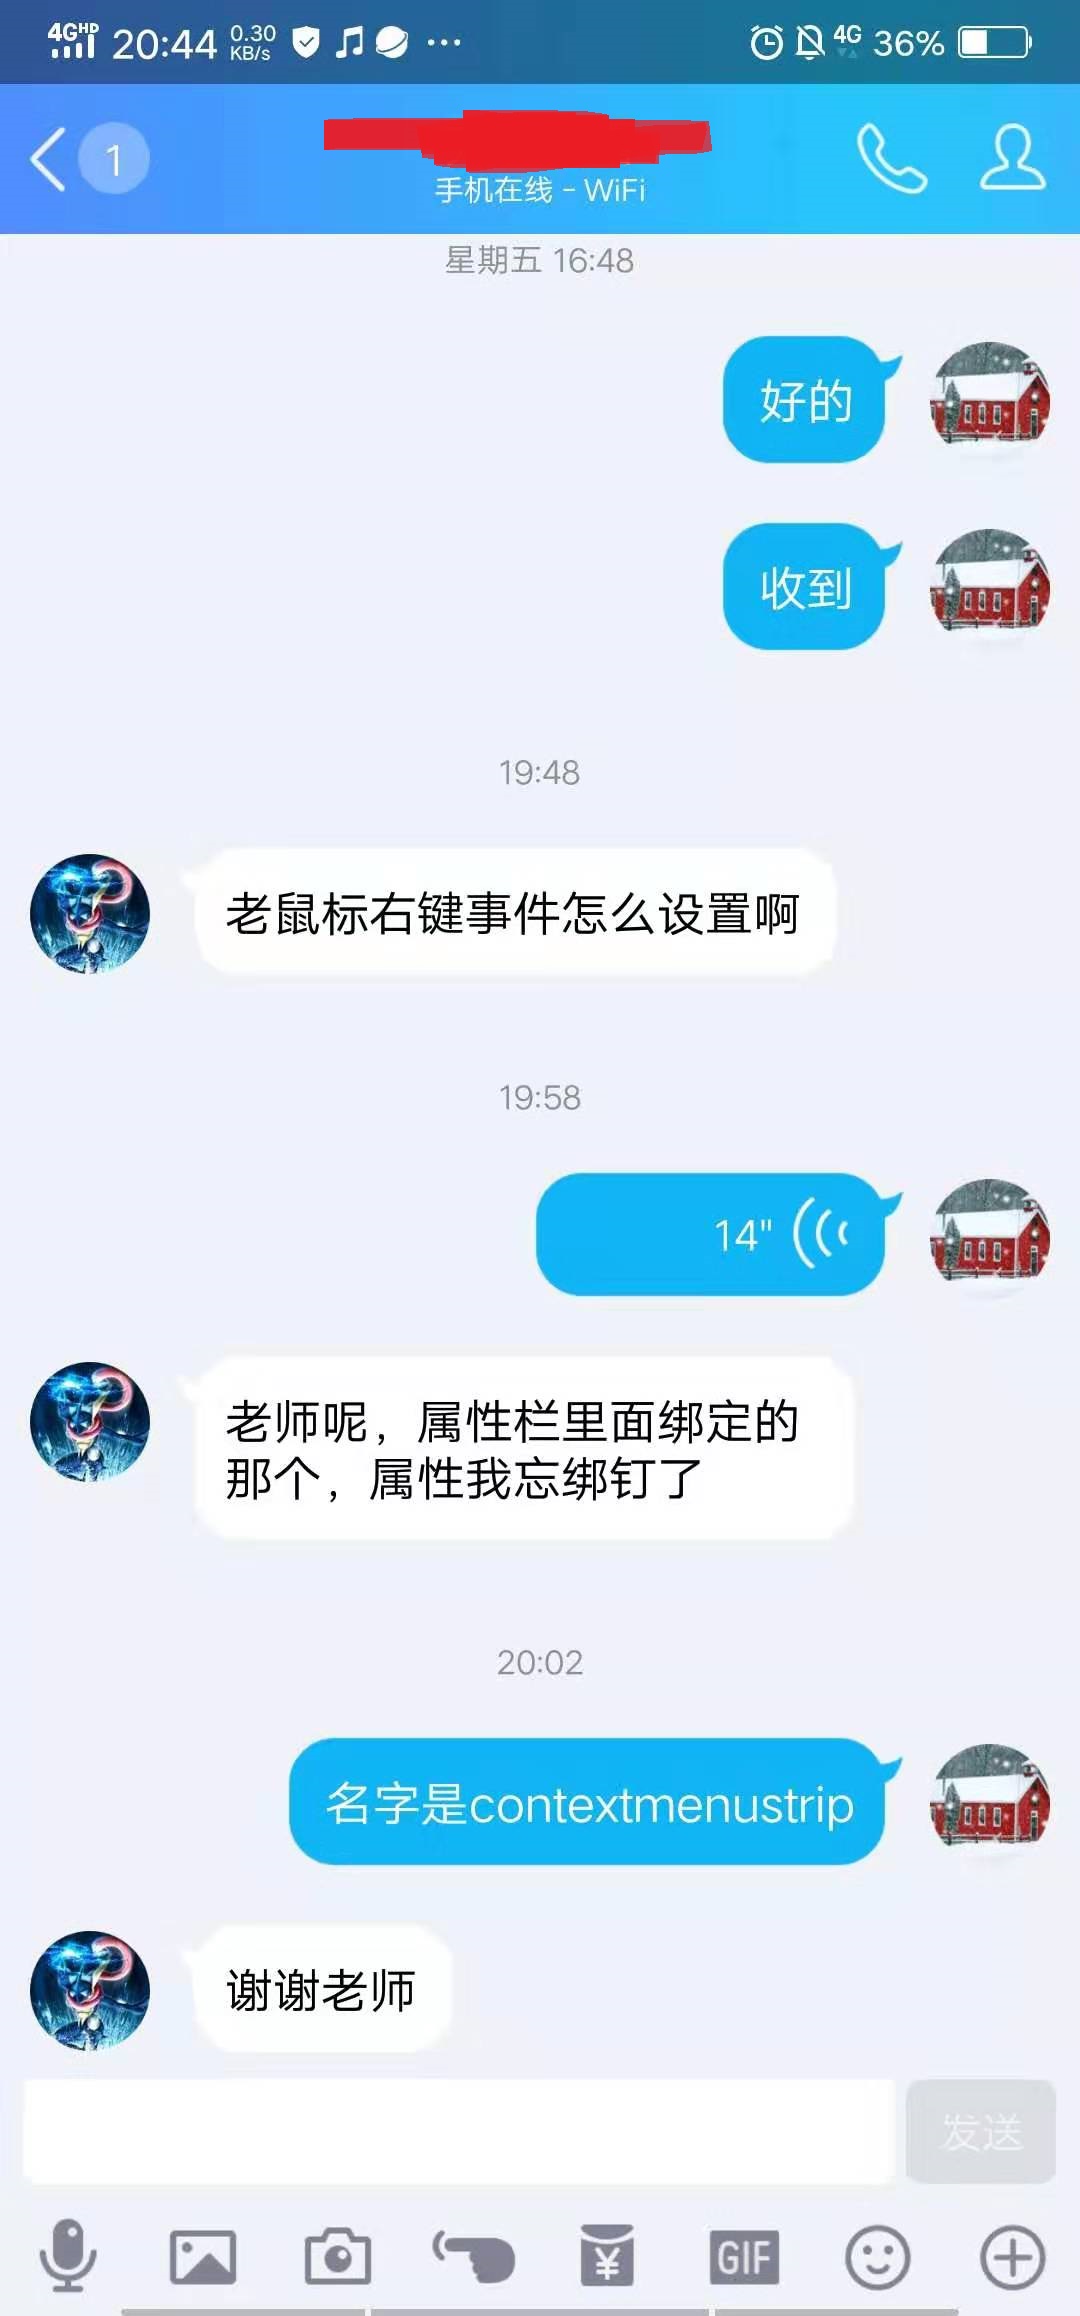 4G HD 20:44 0.30 KB/s 4G 36%
1
手机在线 - WiFi
星期五 16:48
好的
收到
19:48
老鼠标右键事件怎么设置啊
19:58
14"
老师呢，属性栏里面绑定的
那个，属性我忘绑钉了
20:02
名字是contextmenustrip
谢谢老师
发送
¥
GIF